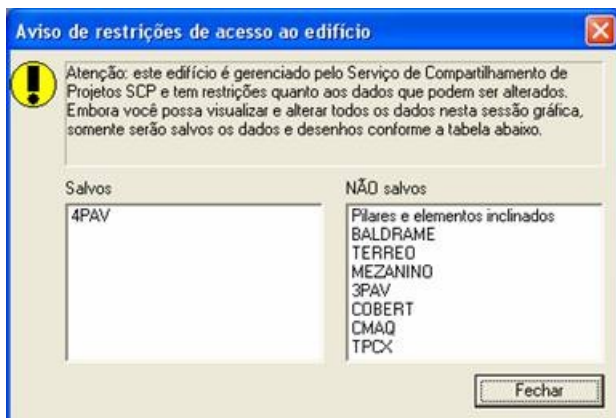 Aviso de restrições de acesso ao edifício
Atenção: este edifício é gerenciado pelo Serviço de Compartilhamento de
Projetos SCP e tem restrições quanto aos dados que podem ser alterados.
Embora você possa visualizar e alterar todos os dados nesta sessão gráfica,
somente serão salvos os dados e desenhos conforme a tabela abaixo.
Salvos
4PAV
NÃO salvos
Pilares e elementos inclinados
BALDRAME
TERREO
MEZANINO
3PAV
COBERT
CMAQ
TPCX
Fechar